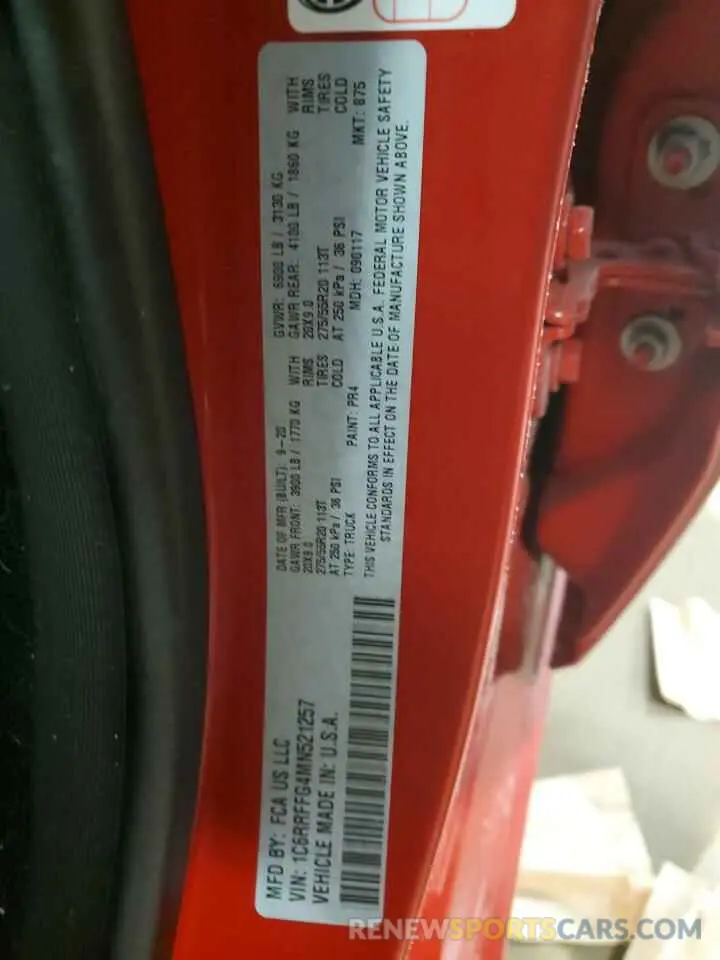 MFD BY: FCA US LLC
VIN: 1C6RRFFG4MN521257
VEHICLE MADE IN: U.S.A.
DATE OF MFR (BUILT): 9-20 GVWR: 6900 LB / 3130 KG
GAWR FRONT: 3900 LB / 1770 KG WITH GAWR REAR: 4100 LB / 1860 KG WITH
20X9.0 RIMS 20X9.0 RIMS
275/55R20 113T TIRES 275/55R20 113T TIRES
AT 250 kPa / 36 PSI COLD AT 250 kPa / 36 PSI COLD
TYPE: TRUCK PAINT: PR4 MDH: 090117 MKT: 875
THIS VEHICLE CONFORMS TO ALL APPLICABLE U.S.A. FEDERAL MOTOR VEHICLE SAFETY
STANDARDS IN EFFECT ON THE DATE OF MANUFACTURE SHOWN ABOVE.
RENEWSPORTSCARS.COM